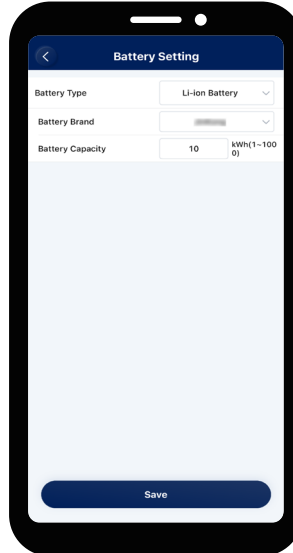 Battery Setting
Battery Type Li-ion Battery
Battery Brand
Battery Capacity 10 kWh(1~100
0)
Save